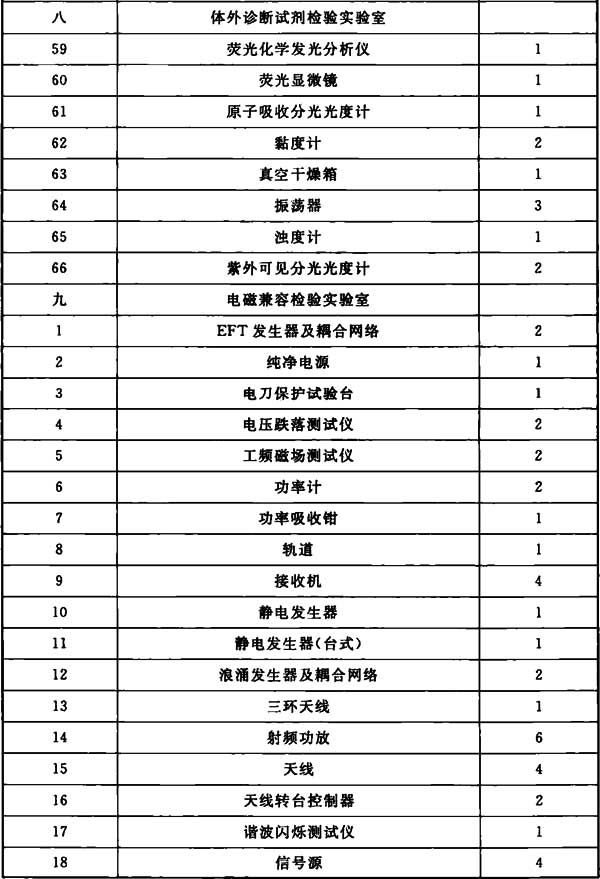 八 体外诊断试剂检验实验室
59 荧光化学发光分析仪 1
60 荧光显微镜 1
61 原子吸收分光光度计 1
62 黏度计 2
63 真空干燥箱 1
64 振荡器 3
65 浊度计 1
66 紫外可见分光光度计 2
九 电磁兼容检验实验室
1 EFT 发生器及耦合网络 2
2 纯净电源 1
3 电刀保护试验台 1
4 电压跌落测试仪 2
5 工频磁场测试仪 2
6 功率计 2
7 功率吸收钳 1
8 轨道 1
9 接收机 4
10 静电发生器 1
11 静电发生器(台式) 1
12 浪涌发生器及耦合网络 2
13 三环天线 1
14 射频功放 6
15 天线 4
16 天线转台控制器 2
17 谐波闪烁测试仪 1
18 信号源 4